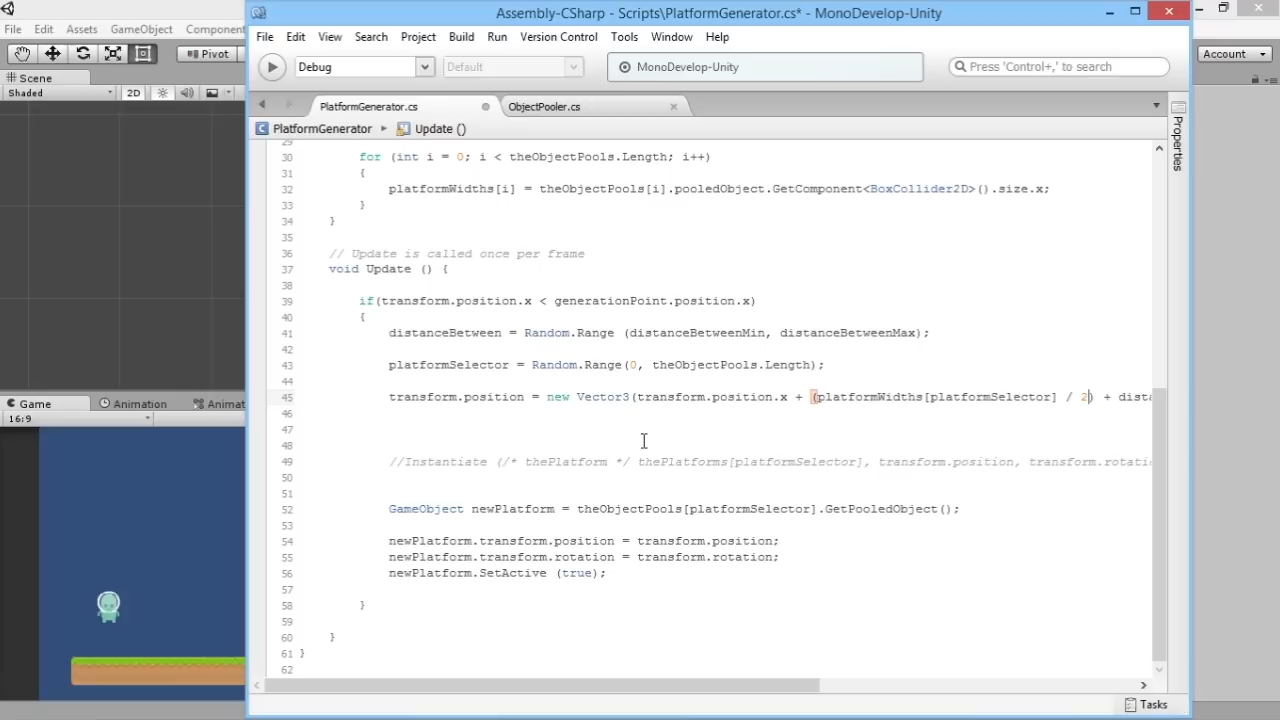 Assembly-CSharp - Scripts\PlatformGenerator.cs* - MonoDevelop-Unity
File Edit Assets GameObject Component
File Edit View Search Project Build Run Version Control Tools Window Help
Pivot
Account
Debug
Default
MonoDevelop-Unity
Press 'Control+,' to search
Scene
Shaded
2D
PlatformGenerator.cs
ObjectPooler.cs
PlatformGenerator
Update ()
Properties
29
30 for (int i = 0; i < theObjectPools.Length; i++)
31 {
32 platformWidths[i] = theObjectPools[i].pooledObject.GetComponent<BoxCollider2D>().size.x;
33 }
34 }
35
36 // Update is called once per frame
37 void Update () {
38
39 if(transform.position.x < generationPoint.position.x)
40 {
41 distanceBetween = Random.Range (distanceBetweenMin, distanceBetweenMax);
42
43 platformSelector = Random.Range(0, theObjectPools.Length);
44
45 transform.position = new Vector3(transform.position.x + (platformWidths[platformSelector] / 2) + dista
46
47
48
49 //Instantiate (/* thePlatform */ thePlatforms[platformSelector], transform.position, transform.rotatio
50
51
52 GameObject newPlatform = theObjectPools[platformSelector].GetPooledObject();
53
54 newPlatform.transform.position = transform.position;
55 newPlatform.transform.rotation = transform.rotation;
56 newPlatform.SetActive (true);
57
58 }
59
60 }
61 }
62
Game
Animation
Animat
16:9
Tasks